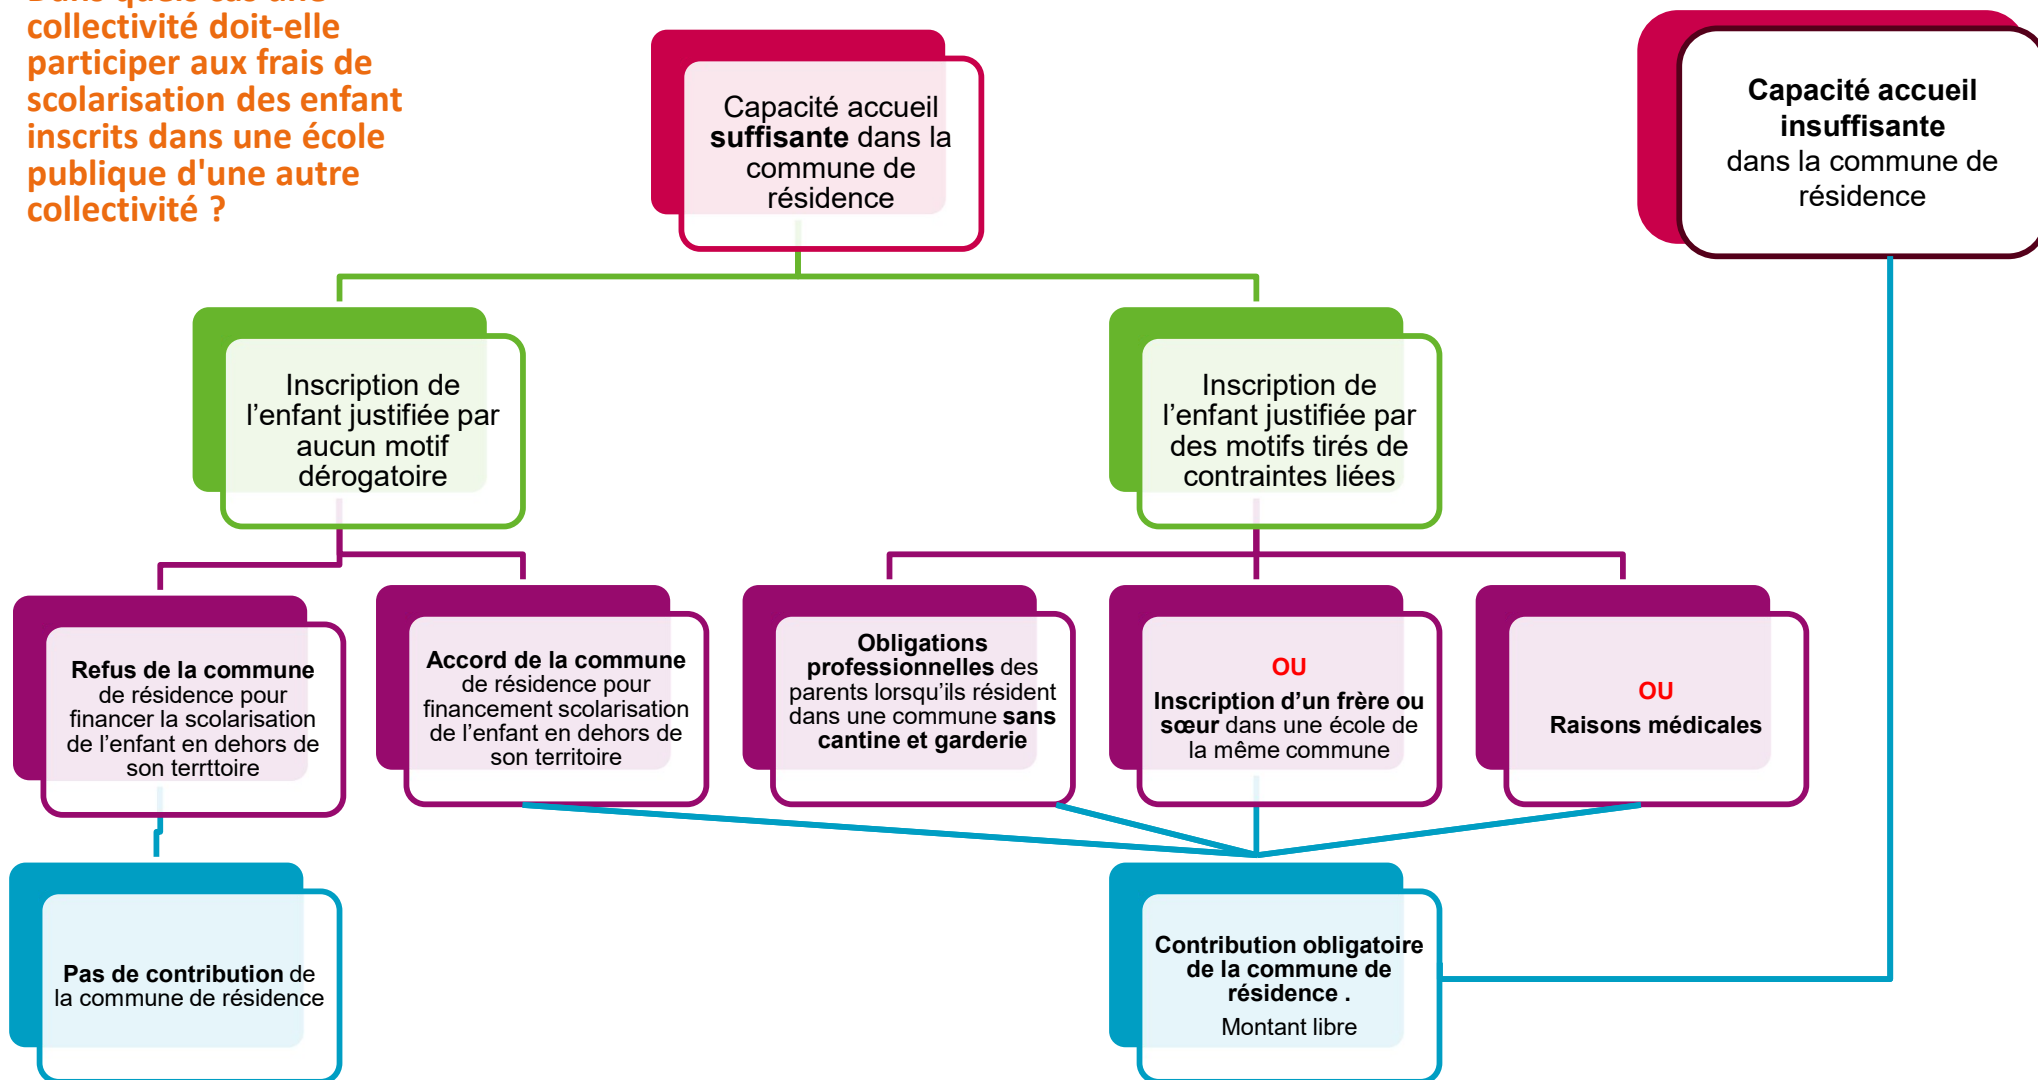 collectivité doit-elle
participer aux frais de
scolarisation des enfant
inscrits dans une école
publique d'une autre
collectivité ?
Capacité accueil
suffisante dans la
commune de
résidence
Capacité accueil
insuffisante
dans la commune de
résidence
Inscription de
l’enfant justifiée par
aucun motif
dérogatoire
Inscription de
l’enfant justifiée par
des motifs tirés de
contraintes liées
Refus de la commune
de résidence pour
financer la scolarisation
de l’enfant en dehors de
son terrttoire
Accord de la commune
de résidence pour
financement scolarisation
de l’enfant en dehors de
son territoire
Obligations
professionnelles des
parents lorsqu’ils résident
dans une commune sans
cantine et garderie
OU
Inscription d’un frère ou
sœur dans une école de
la même commune
OU
Raisons médicales
Pas de contribution de
la commune de résidence
Contribution obligatoire
de la commune de
résidence .
Montant libre